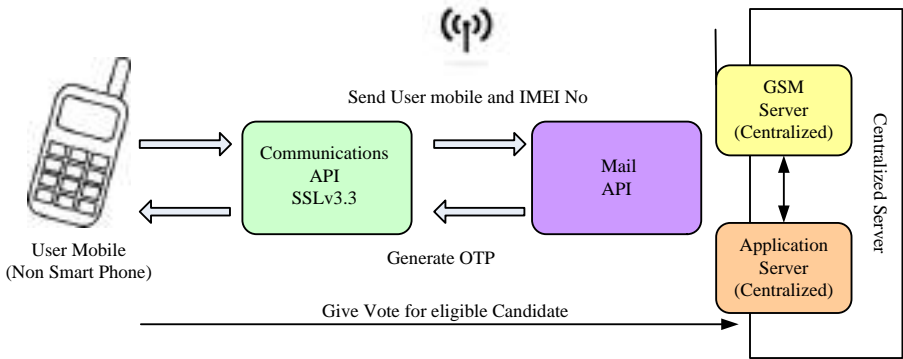 Send User mobile and IMEI No
GSM
Server
(Centralized)
Communications
API
SSLv3.3
Mail
API
Centralized Server
User Mobile
(Non Smart Phone)
Generate OTP
Application
Server
(Centralized)
Give Vote for eligible Candidate